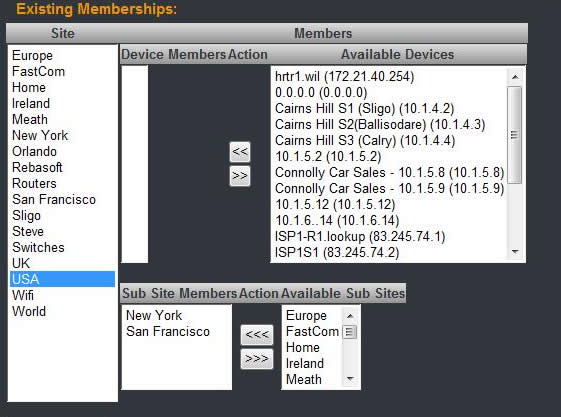 Existing Memberships:
Site
Members
Europe
FastCom
Home
Ireland
Meath
New York
Orlando
Rebasoft
Routers
San Francisco
Sligo
Steve
Switches
UK
USA
Wifi
World
Device Members Action Available Devices
hrtr1.wil (172.21.40.254)
0.0.0.0 (0.0.0.0)
Cairns Hill S1 (Sligo) (10.1.4.2)
Cairns Hill S2(Ballisodare) (10.1.4.3)
Cairns Hill S3 (Calry) (10.1.4.4)
10.1.5.2 (10.1.5.2)
Connolly Car Sales - 10.1.5.8 (10.1.5.8)
Connolly Car Sales - 10.1.5.9 (10.1.5.9)
10.1.5.12 (10.1.5.12)
10.1.6..14 (10.1.6.14)
ISP1-R1.lookup (83.245.74.1)
ISP1S1 (83.245.74.2)
<<
>>
Sub Site Members Action Available Sub Sites
New York
San Francisco
<<<
>>>
Europe
FastCom
Home
Ireland
Meath